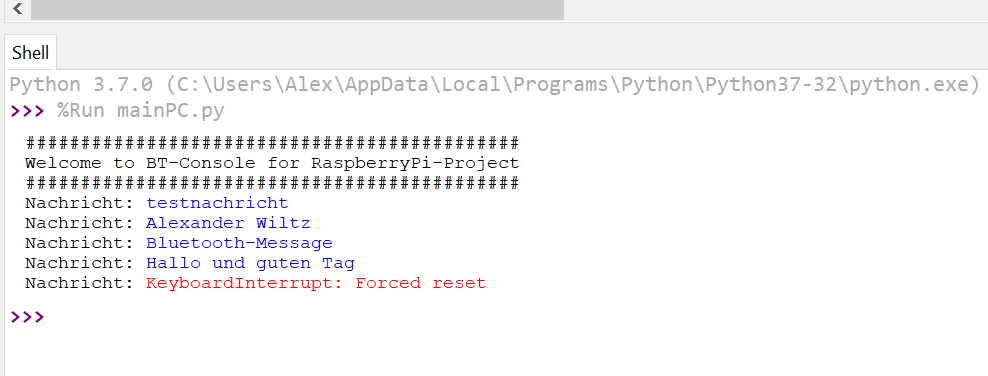 Shell
Python 3.7.0 (C:\Users\Alex\AppData\Local\Programs\Python\Python37-32\python.exe)
>>> %Run mainPC.py
#############################################
Welcome to BT-Console for RaspberryPi-Project
#############################################
Nachricht: testnachricht
Nachricht: Alexander Wiltz
Nachricht: Bluetooth-Message
Nachricht: Hallo und guten Tag
Nachricht: KeyboardInterrupt: Forced reset
>>>